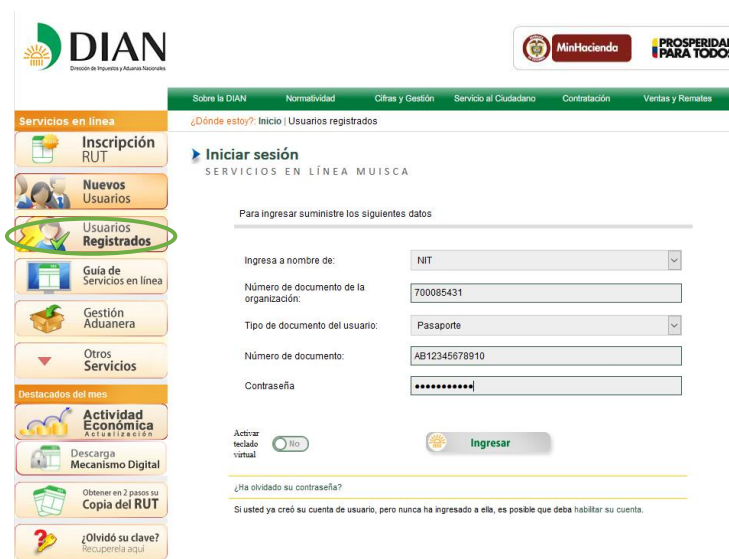 DIAN
Dirección de Impuestos y Aduanas Nacionales
MinHacienda
PROSPERIDAD
PARA TODOS
Sobre la DIAN Normatividad Cifras y Gestión Servicio al Ciudadano Contratación Ventas y Remates
Servicios en línea
¿Dónde estoy?: Inicio | Usuarios registrados
Inscripción
RUT
Nuevos
Usuarios
Usuarios
Registrados
Guía de
Servicios en línea
Gestión
Aduanera
Otros
Servicios
Destacados del mes
Actividad
Económica
Actualización
Descarga
Mecanismo Digital
Obtener en 2 pasos su
Copia del RUT
¿Olvidó su clave?
Recuperela aquí
Iniciar sesión
SERVICIOS EN LÍNEA MUISCA
Para ingresar suministre los siguientes datos
Ingresa a nombre de: NIT
Número de documento de la
organización: 700085431
Tipo de documento del usuario: Pasaporte
Número de documento: AB12345678910
Contraseña •••••••••••
Activar
teclado
virtual
No
Ingresar
¿Ha olvidado su contraseña?
Si usted ya creó su cuenta de usuario, pero nunca ha ingresado a ella, es posible que deba habilitar su cuenta.